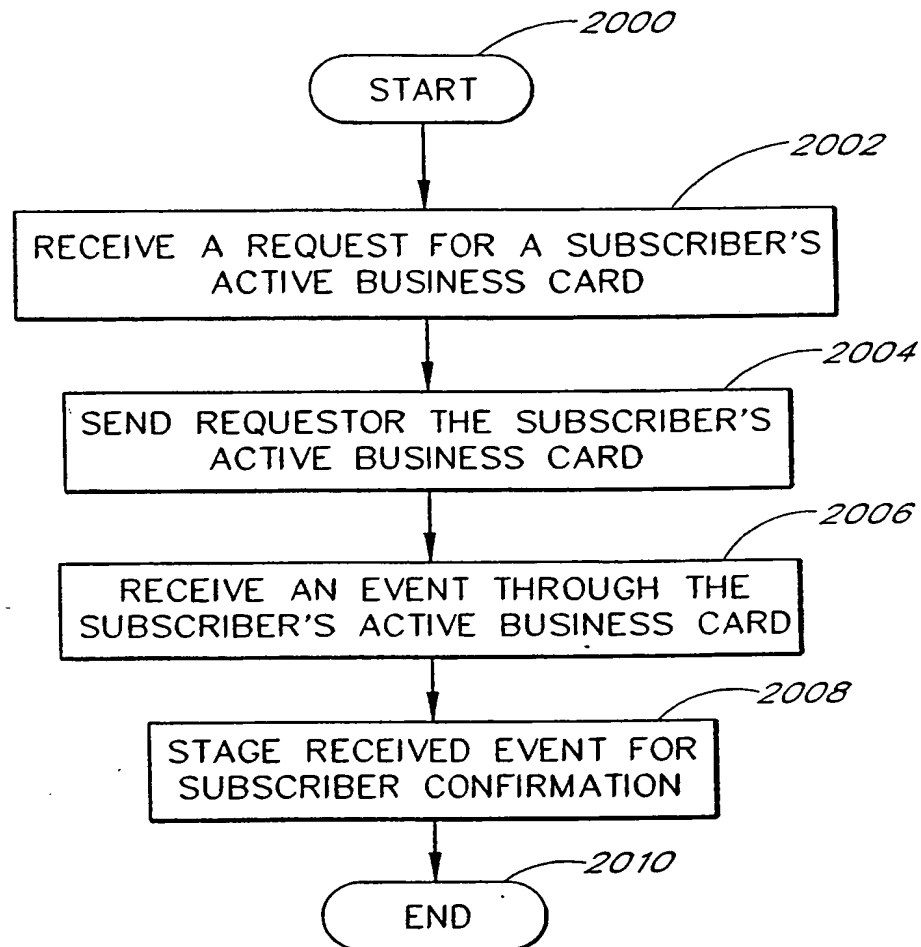 2000
START
2002
RECEIVE A REQUEST FOR A SUBSCRIBER'S
ACTIVE BUSINESS CARD
2004
SEND REQUESTOR THE SUBSCRIBER'S
ACTIVE BUSINESS CARD
2006
RECEIVE AN EVENT THROUGH THE
SUBSCRIBER'S ACTIVE BUSINESS CARD
2008
STAGE RECEIVED EVENT FOR
SUBSCRIBER CONFIRMATION
2010
END